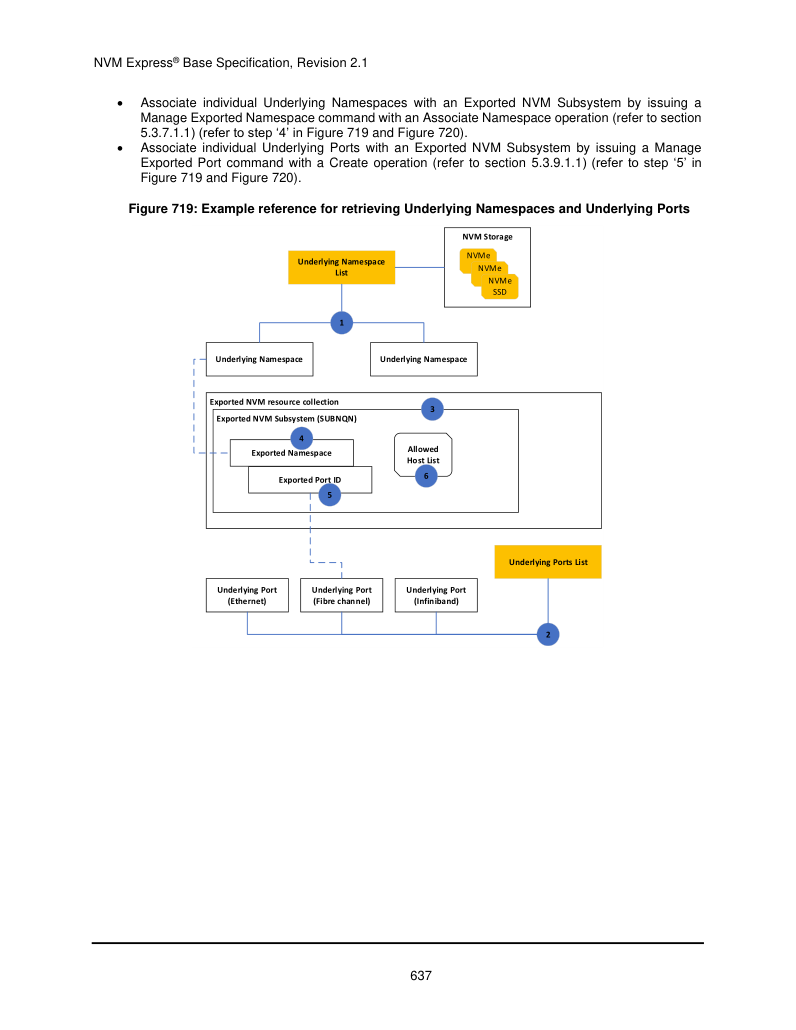 NVM Express® Base Specification, Revision 2.1
• Associate individual Underlying Namespaces with an Exported NVM Subsystem by issuing a
Manage Exported Namespace command with an Associate Namespace operation (refer to section
5.3.7.1.1) (refer to step ‘4’ in Figure 719 and Figure 720).
• Associate individual Underlying Ports with an Exported NVM Subsystem by issuing a Manage
Exported Port command with a Create operation (refer to section 5.3.9.1.1) (refer to step ‘5’ in
Figure 719 and Figure 720).
Figure 719: Example reference for retrieving Underlying Namespaces and Underlying Ports
NVM Storage
NVMe
NVMe
NVMe
SSD
Underlying Namespace
List
1
Underlying Namespace
Underlying Namespace
Exported NVM resource collection
3
Exported NVM Subsystem (SUBNQN)
4
Exported Namespace
Allowed
Host List
6
Exported Port ID
5
Underlying Ports List
Underlying Port
(Ethernet)
Underlying Port
(Fibre channel)
Underlying Port
(Infiniband)
2
637